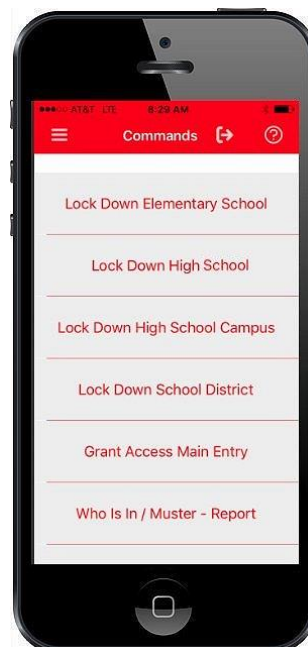 AT&T LTE 8:29 AM
Commands
Lock Down Elementary School
Lock Down High School
Lock Down High School Campus
Lock Down School District
Grant Access Main Entry
Who Is In / Muster - Report